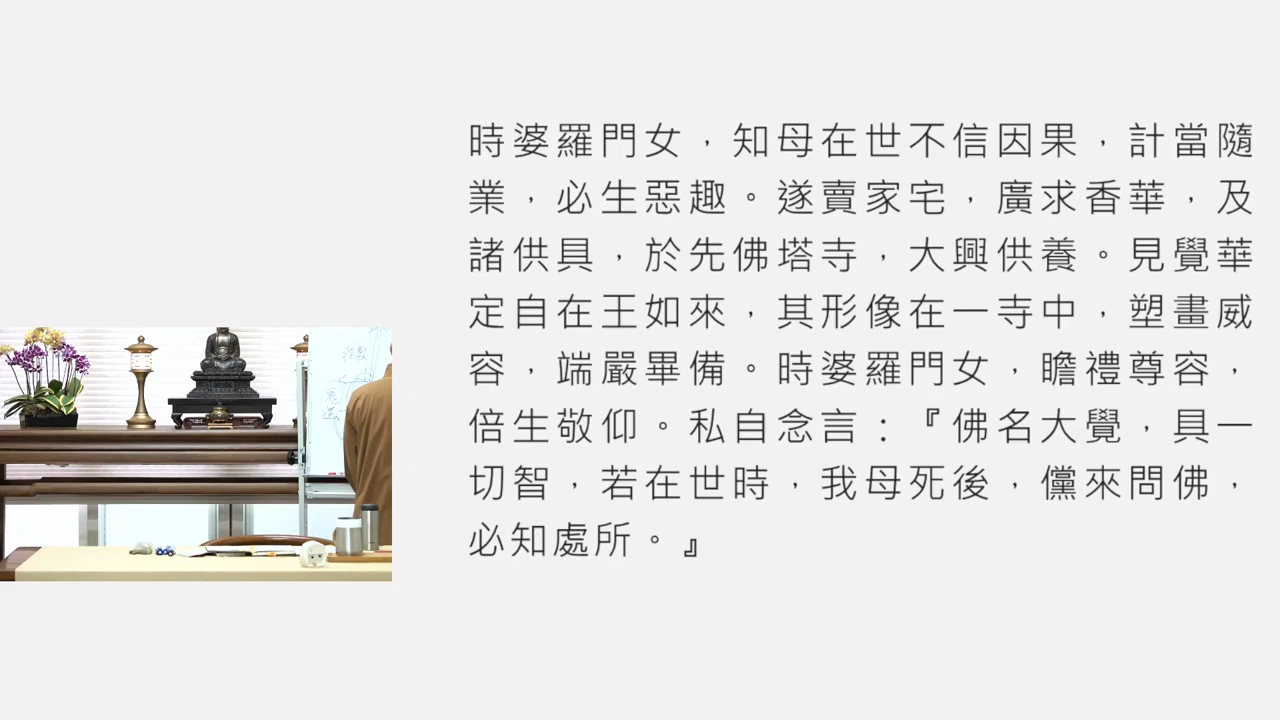 時婆羅門女，知母在世不信因果，計當隨
業，必生惡趣。遂賣家宅，廣求香華，及
諸供具，於先佛塔寺，大興供養。見覺華
定自在王如來，其形像在一寺中，塑畫威
容，端嚴畢備。時婆羅門女，瞻禮尊容，
倍生敬仰。私自念言：『佛名大覺，具一
切智，若在世時，我母死後，儻來問佛，
必知處所。』